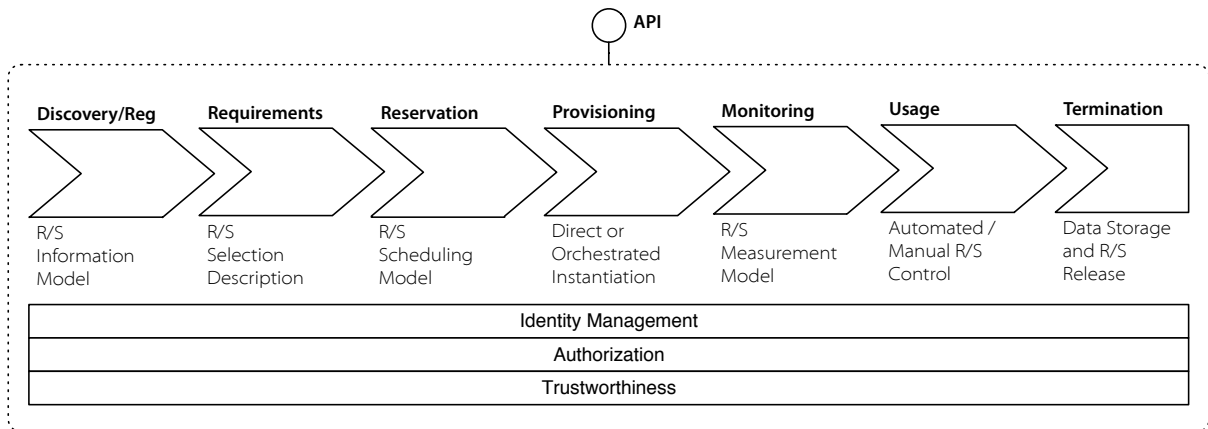 API
Discovery/Reg
Requirements
Reservation
Provisioning
Monitoring
Usage
Termination
R/S
Information
Model
R/S
Selection
Description
R/S
Scheduling
Model
Direct or
Orchestrated
Instantiation
R/S
Measurement
Model
Automated /
Manual R/S
Control
Data Storage
and R/S
Release
Identity Management
Authorization
Trustworthiness